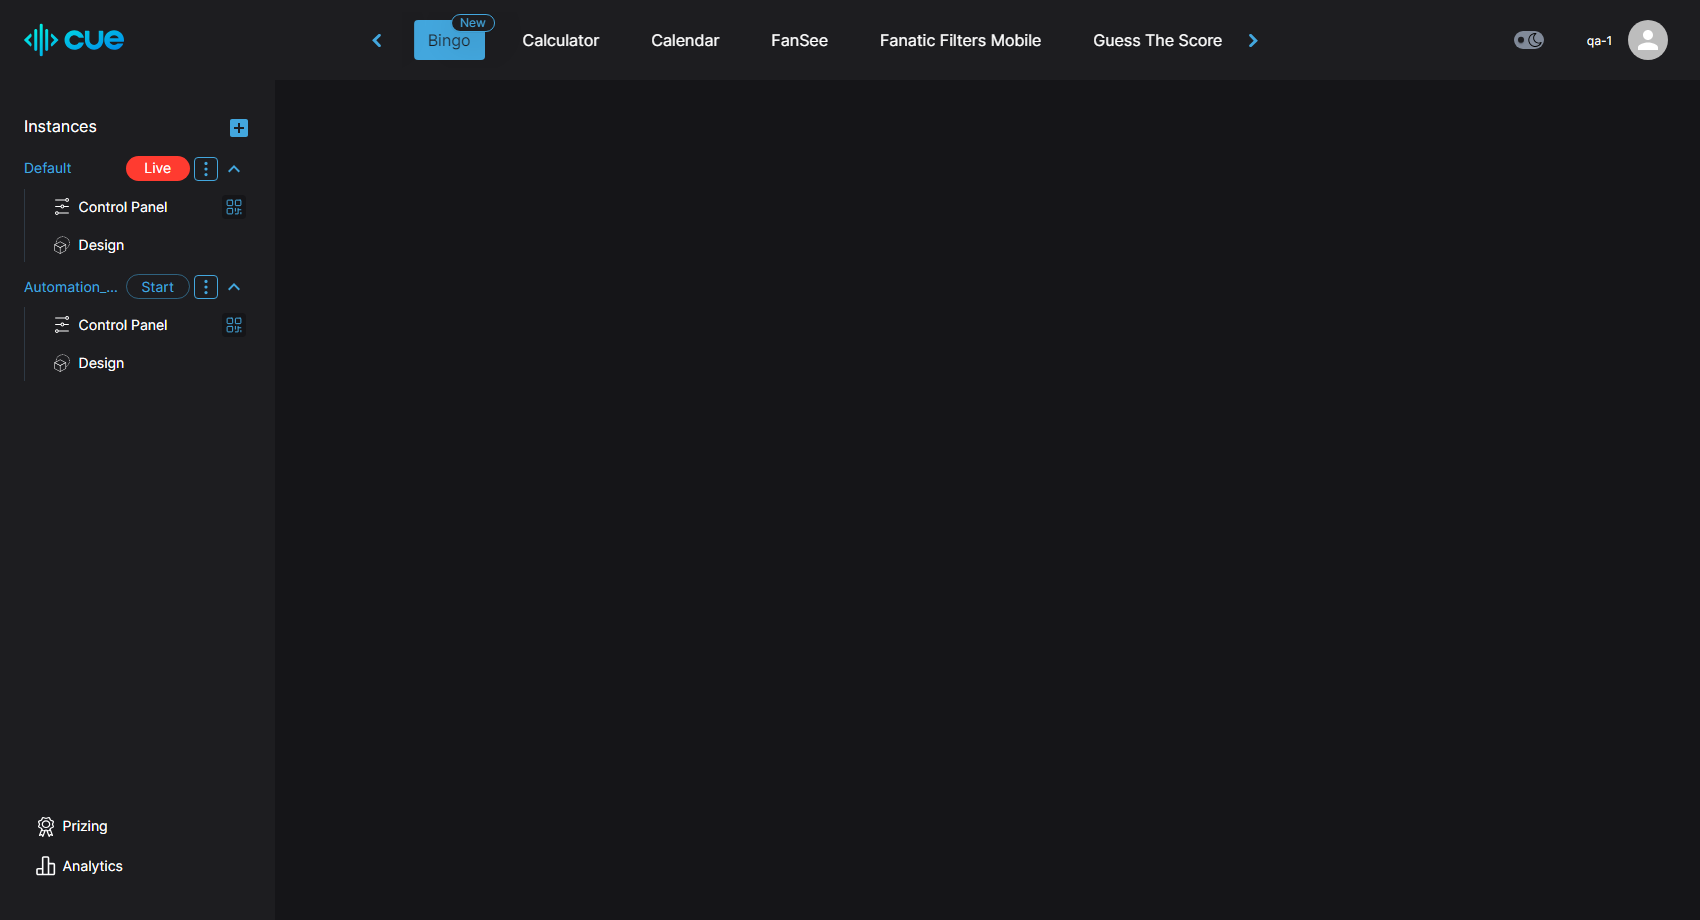 cue
New
Bingo
Calculator
Calendar
FanSee
Fanatic Filters Mobile
Guess The Score
qa-1
Instances
Default
Live
Control Panel
Design
Automation_...
Start
Control Panel
Design
Prizing
Analytics